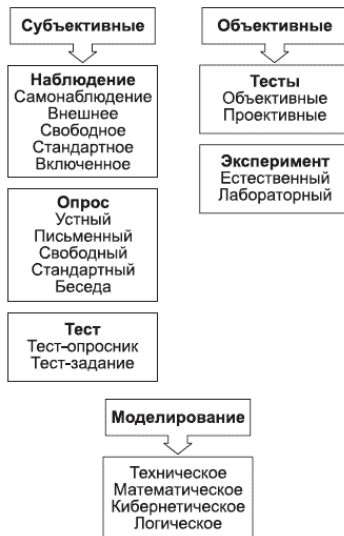 Субъективные
Наблюдение
Самонаблюдение
Внешнее
Свободное
Стандартное
Включенное
Опрос
Устный
Письменный
Свободный
Стандартный
Беседа
Тест
Тест-опросник
Тест-задание
Объективные
Тесты
Объективные
Проективные
Эксперимент
Естественный
Лабораторный
Моделирование
Техническое
Математическое
Кибернетическое
Логическое